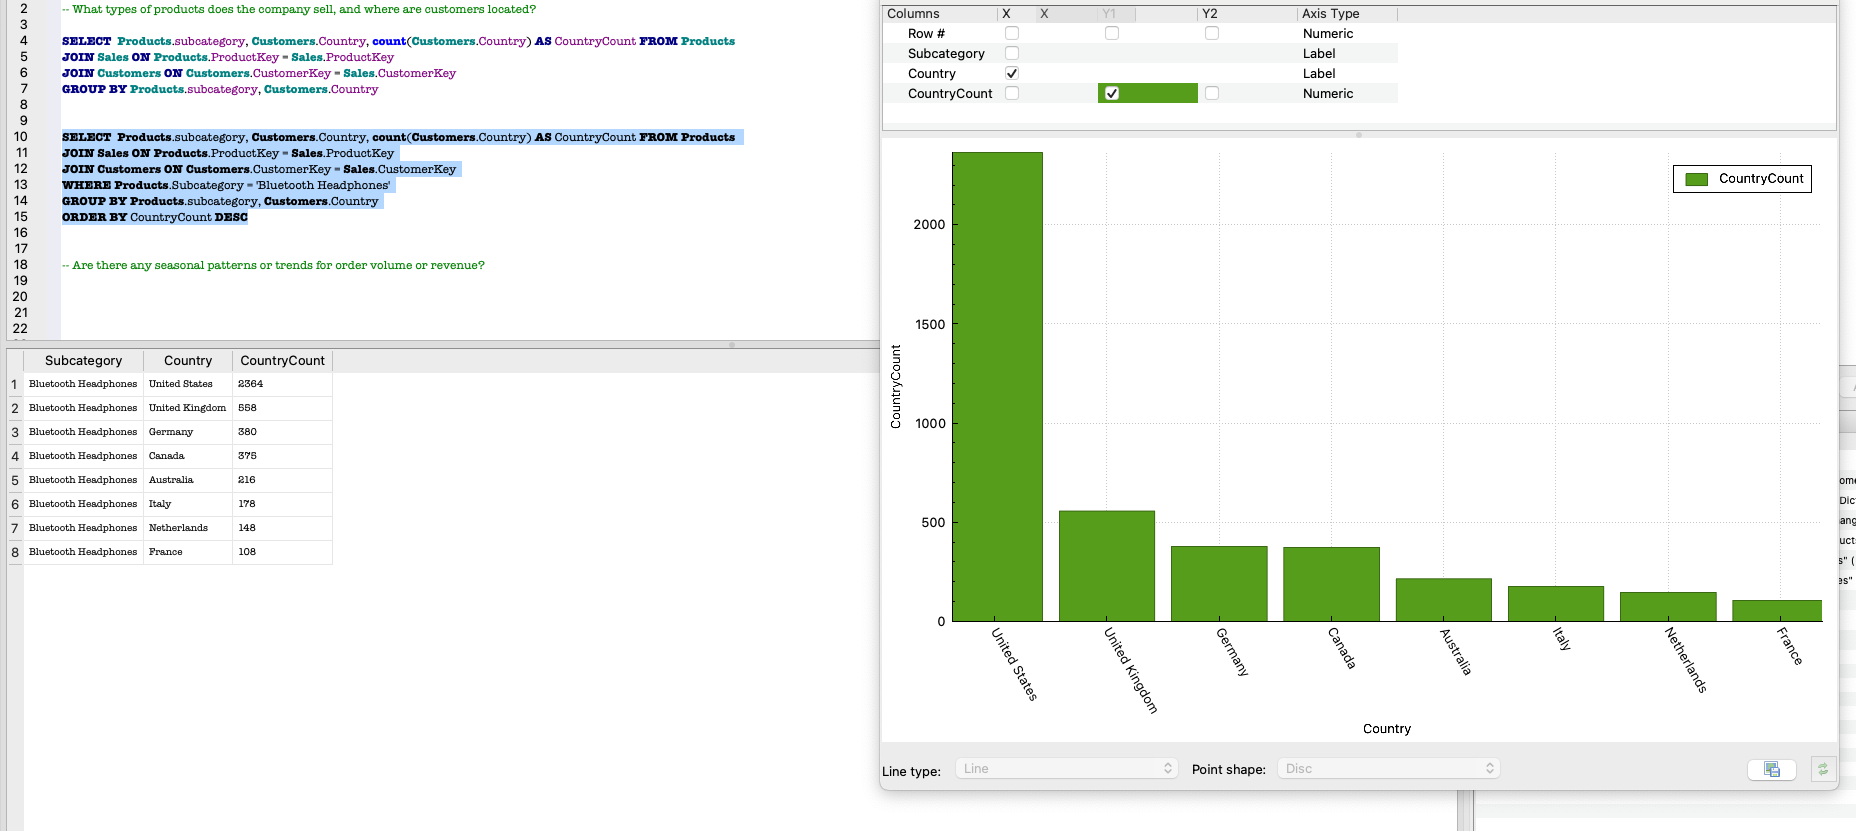 2 -- What types of products does the company sell, and where are customers located?
3
4 SELECT  Products.subcategory, Customers.Country, count(Customers.Country) AS CountryCount FROM Products
5 JOIN Sales ON Products.ProductKey = Sales.ProductKey
6 JOIN Customers ON Customers.CustomerKey = Sales.CustomerKey
7 GROUP BY Products.subcategory, Customers.Country
8
9
10 SELECT  Products.subcategory, Customers.Country, count(Customers.Country) AS CountryCount FROM Products
11 JOIN Sales ON Products.ProductKey = Sales.ProductKey
12 JOIN Customers ON Customers.CustomerKey = Sales.CustomerKey
13 WHERE Products.Subcategory = 'Bluetooth Headphones'
14 GROUP BY Products.subcategory, Customers.Country
15 ORDER BY CountryCount DESC
16
17
18 -- Are there any seasonal patterns or trends for order volume or revenue?
19
20
21
22
Subcategory Country CountryCount
1 Bluetooth Headphones United States 2364
2 Bluetooth Headphones United Kingdom 558
3 Bluetooth Headphones Germany 380
4 Bluetooth Headphones Canada 375
5 Bluetooth Headphones Australia 216
6 Bluetooth Headphones Italy 178
7 Bluetooth Headphones Netherlands 148
8 Bluetooth Headphones France 108
Columns X X Y1 Y2 Axis Type
Row # Numeric
Subcategory Label
Country Label
CountryCount Numeric
CountryCount
2000
1500
1000
500
0
CountryCount
United States
United Kingdom
Germany
Canada
Australia
Italy
Netherlands
France
Country
Line type: Line Point shape: Disc